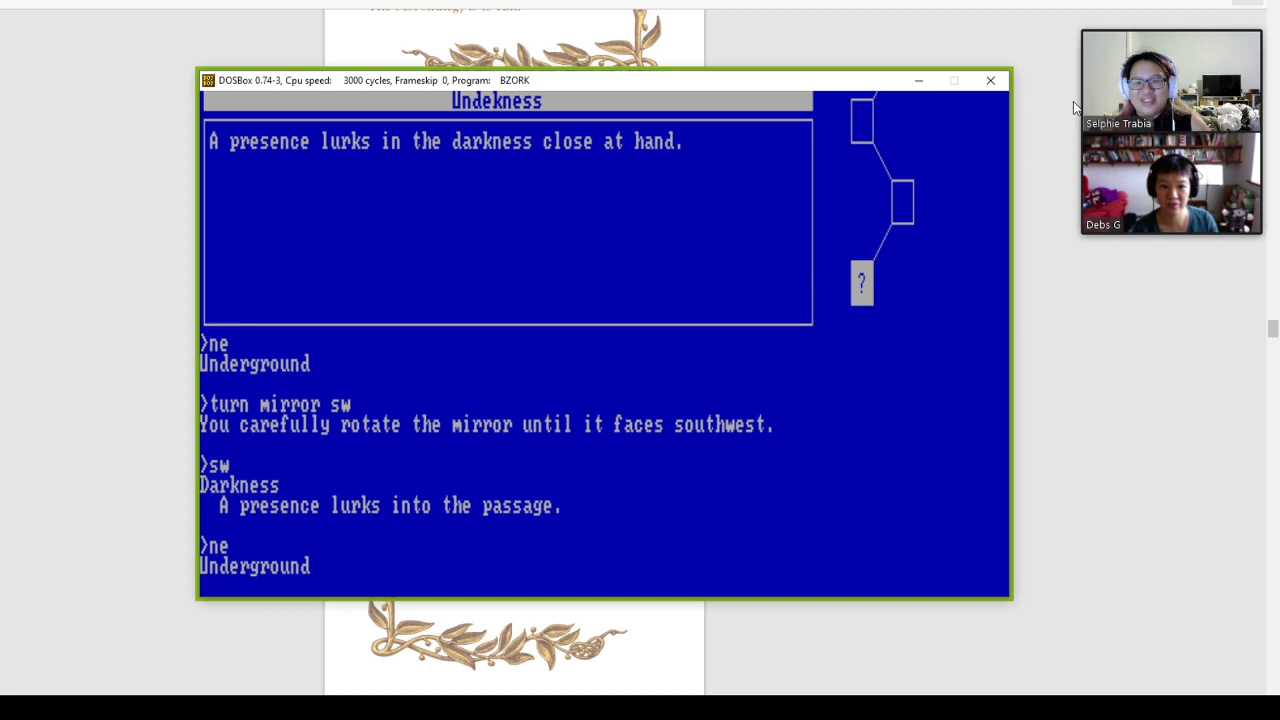 DOSBox 0.74-3, Cpu speed: 3000 cycles, Frameskip 0, Program: BZORK
Undekness
A presence lurks in the darkness close at hand.
?
>ne
Underground
>turn mirror sw
You carefully rotate the mirror until it faces southwest.
>sw
Darkness
A presence lurks into the passage.
>ne
Underground
Selphie Trabia
Debs G